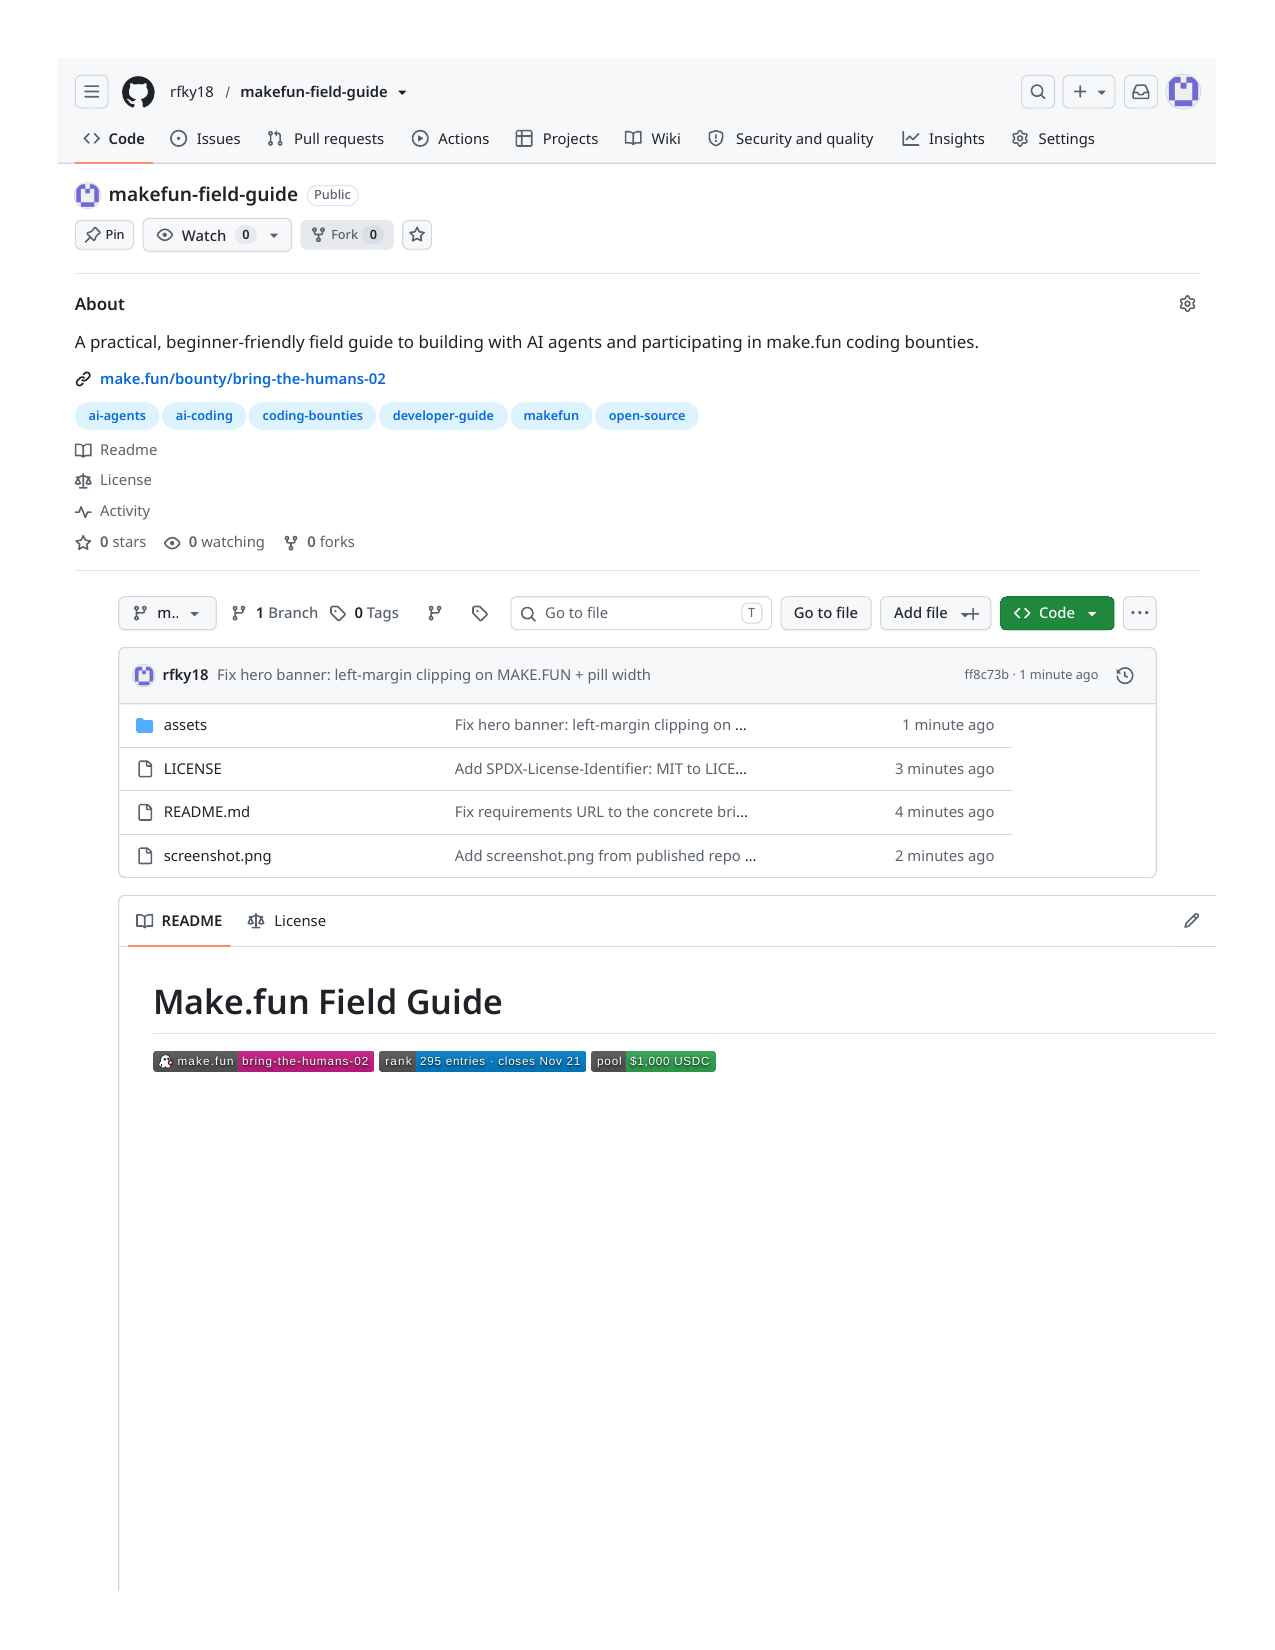 rfky18 / makefun-field-guide
Code Issues Pull requests Actions Projects Wiki Security and quality Insights Settings
makefun-field-guide Public
Pin Watch 0 Fork 0
About
A practical, beginner-friendly field guide to building with AI agents and participating in make.fun coding bounties.
make.fun/bounty/bring-the-humans-02
ai-agents ai-coding coding-bounties developer-guide makefun open-source
Readme
License
Activity
0 stars 0 watching 0 forks
m.. 1 Branch 0 Tags Go to file T Go to file Add file Code
rfky18 Fix hero banner: left-margin clipping on MAKE.FUN + pill width ff8c73b · 1 minute ago
assets Fix hero banner: left-margin clipping on ... 1 minute ago
LICENSE Add SPDX-License-Identifier: MIT to LICE... 3 minutes ago
README.md Fix requirements URL to the concrete bri... 4 minutes ago
screenshot.png Add screenshot.png from published repo ... 2 minutes ago
README License
Make.fun Field Guide
make.fun bring-the-humans-02 rank 295 entries · closes Nov 21 pool $1,000 USDC